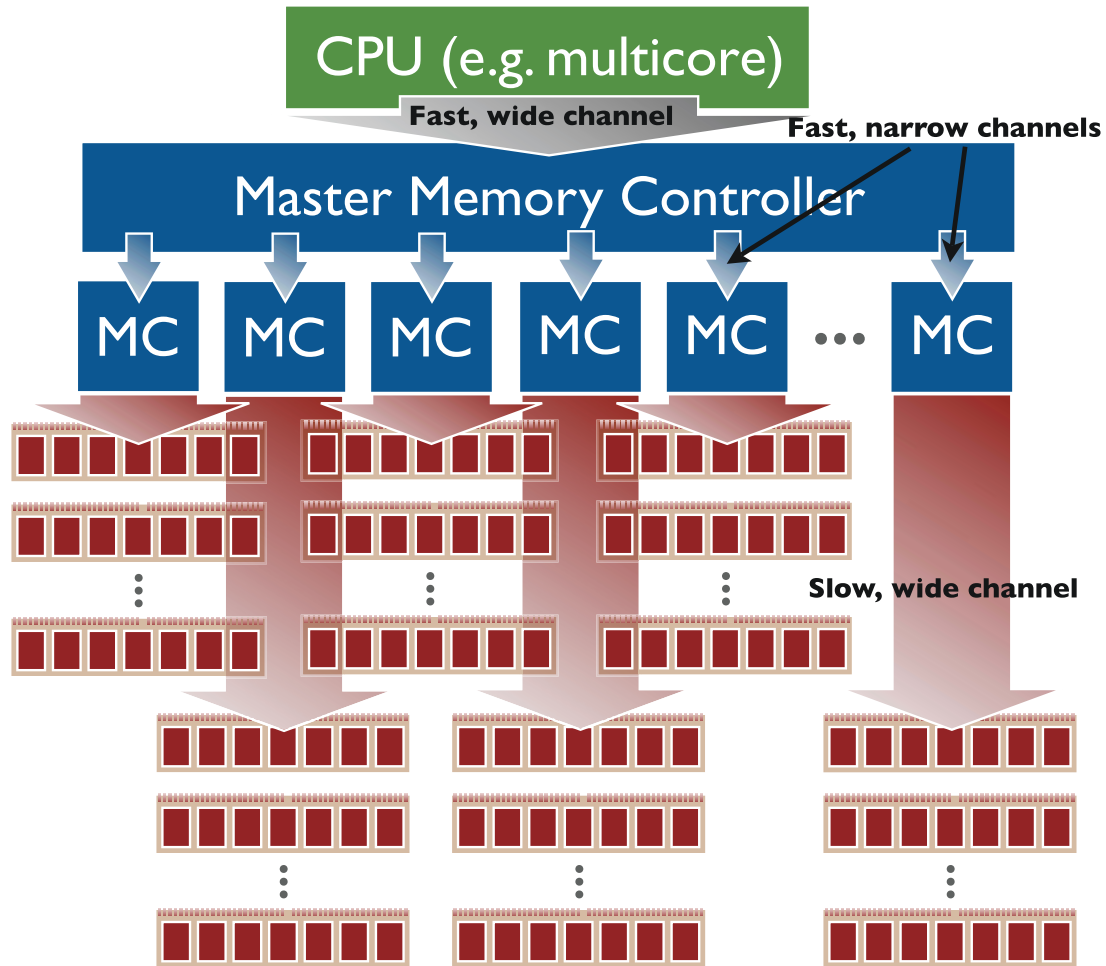 CPU (e.g. multicore)
Fast, wide channel
Fast, narrow channels
Master Memory Controller
MC
MC
MC
MC
MC
MC
Slow, wide channel